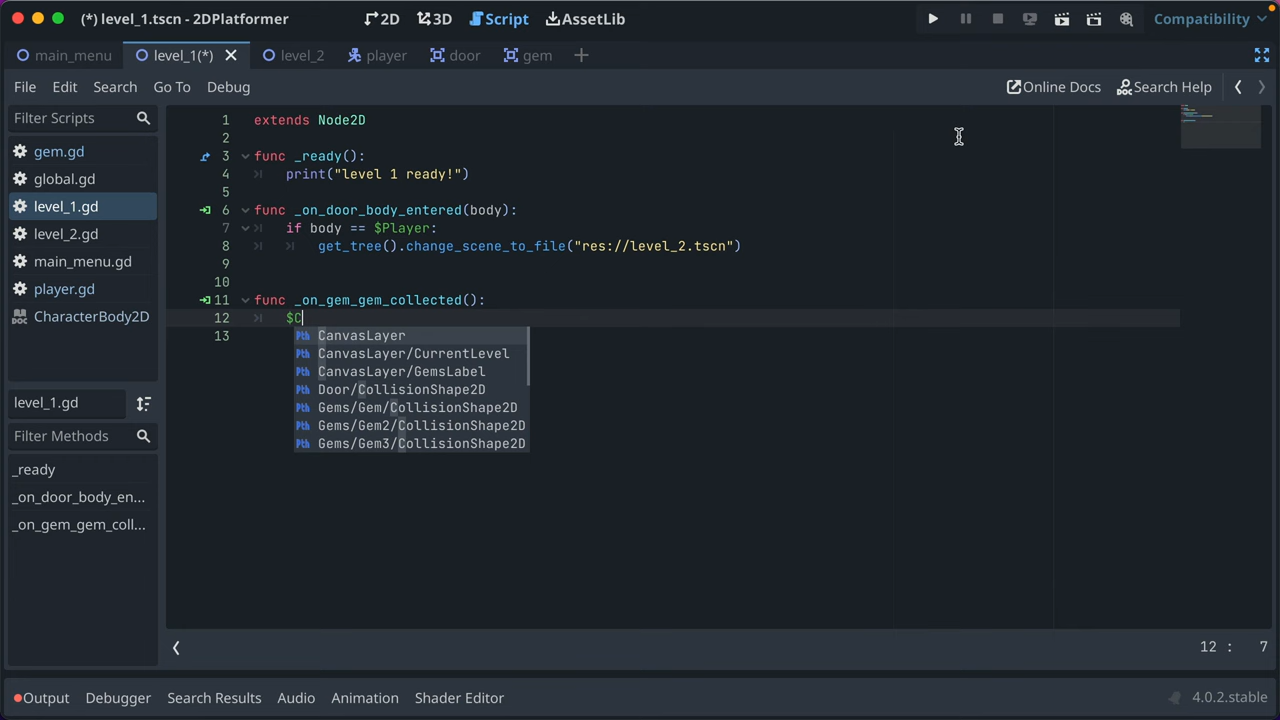 (*) level_1.tscn - 2DPlatformer
2D 3D Script AssetLib
Compatibility
main_menu level_1(*) level_2 player door gem
File Edit Search Go To Debug
Online Docs Search Help
Filter Scripts
gem.gd
global.gd
level_1.gd
level_2.gd
main_menu.gd
player.gd
CharacterBody2D
level_1.gd
Filter Methods
_ready
_on_door_body_en...
_on_gem_gem_coll...
1 extends Node2D
2
3 func _ready():
4 print("level 1 ready!")
5
6 func _on_door_body_entered(body):
7 if body == $Player:
8 get_tree().change_scene_to_file("res://level_2.tscn")
9
10
11 func _on_gem_gem_collected():
12 $C
13
CanvasLayer
CanvasLayer/CurrentLevel
CanvasLayer/GemsLabel
Door/CollisionShape2D
Gems/Gem/CollisionShape2D
Gems/Gem2/CollisionShape2D
Gems/Gem3/CollisionShape2D
12 : 7
Output Debugger Search Results Audio Animation Shader Editor
4.0.2.stable